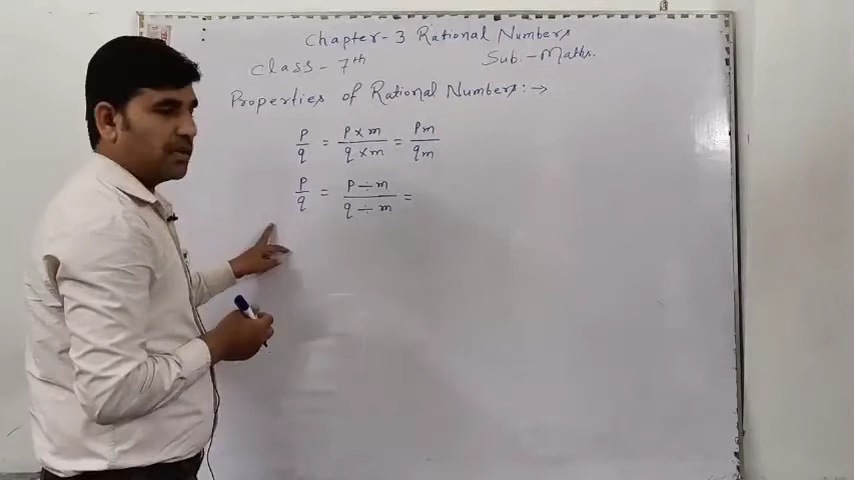 Chapter-3 Rational Numbers
Class-7th Sub.-Maths.
Properties of Rational Numbers:→
p/q = p×m/q×m = pm/qm
p/q = p÷m/q÷m =